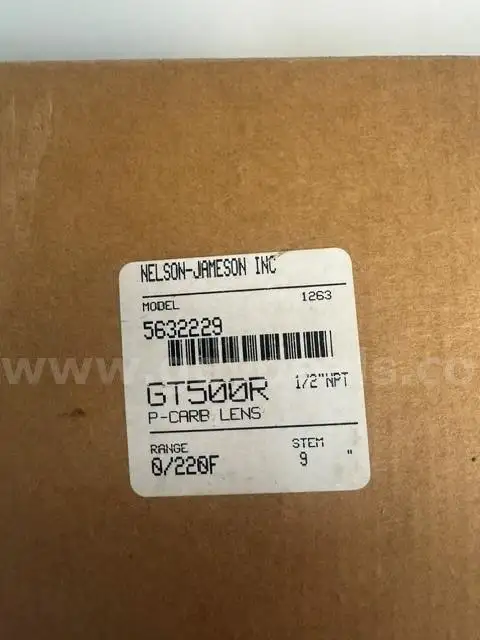 NELSON-JAMESON INC
MODEL 1263
5632229
GT500R 1/2"NPT
P-CARB LENS
RANGE STEM
0/220F 9 "